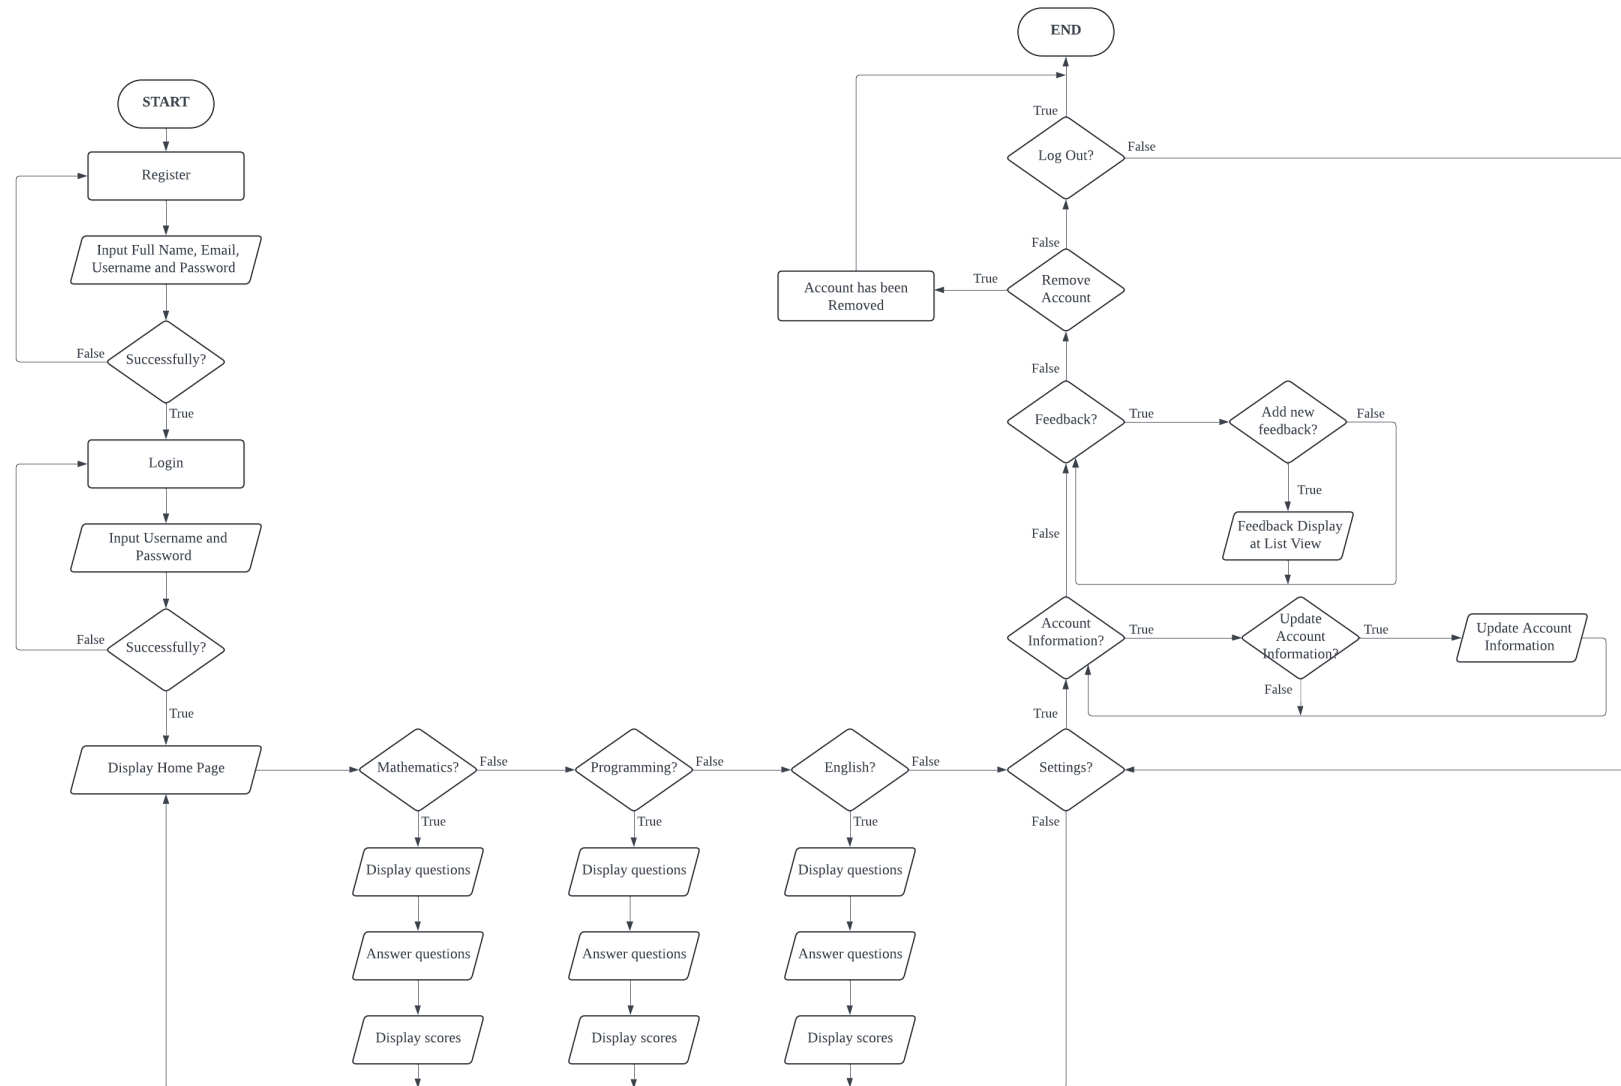 START
Register
Input Full Name, Email,
Username and Password
False
Successfully?
True
Login
Input Username and
Password
False
Successfully?
True
Display Home Page
Mathematics?
False
True
Display questions
Answer questions
Display scores
Programming?
False
True
Display questions
Answer questions
Display scores
English?
False
True
Display questions
Answer questions
Display scores
Settings?
False
True
Account
Information?
True
Update
Account
Information?
True
Update Account
Information
False
False
Feedback?
True
Add new
feedback?
False
True
Feedback Display
at List View
False
Remove
Account
True
Account has been
Removed
False
Log Out?
False
True
END